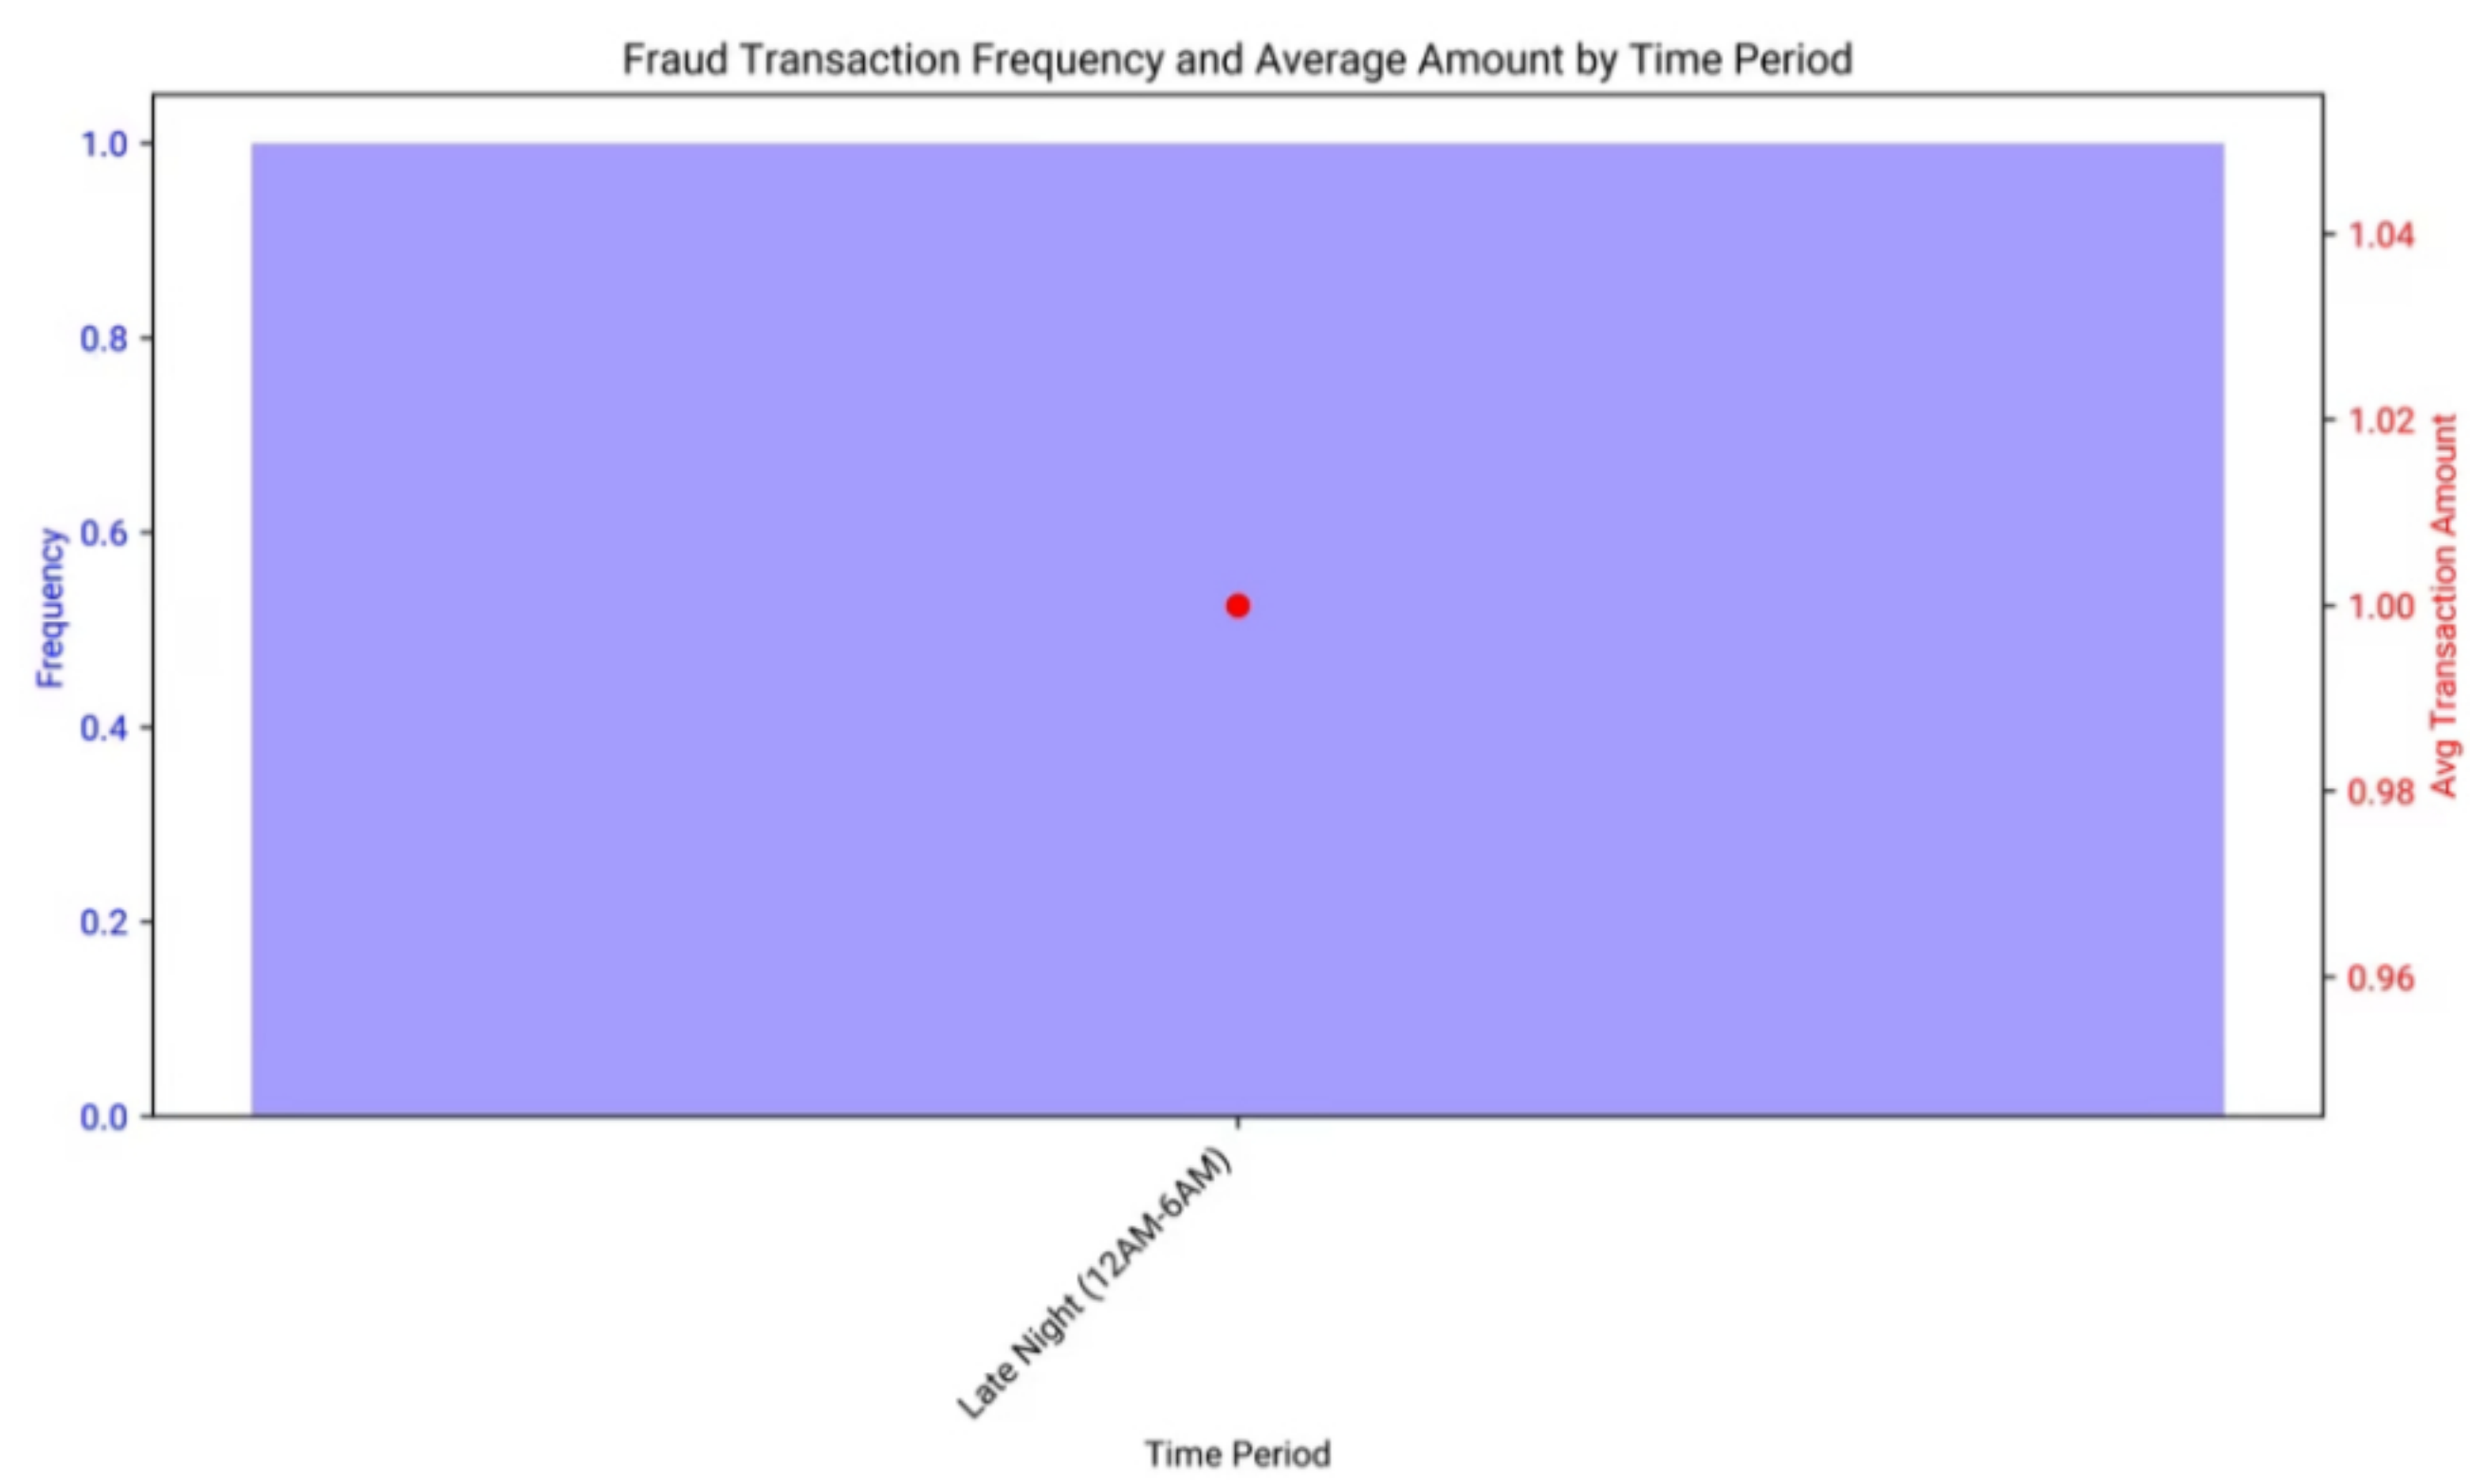 Fraud Transaction Frequency and Average Amount by Time Period
1.0
0.8
0.6
0.4
0.2
0.0
Frequency
1.04
1.02
1.00
0.98
0.96
Avg Transaction Amount
Late Night (12AM-6AM)
Time Period